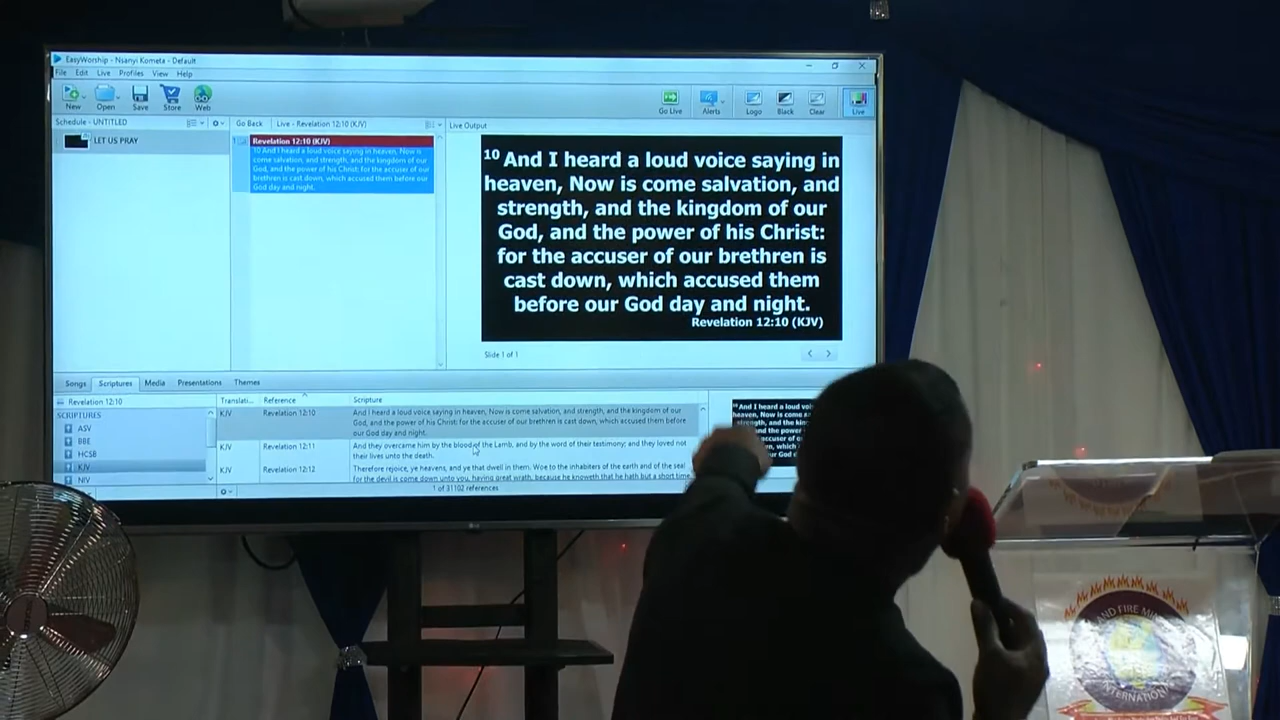 EasyWorship - Nsanyi Kometa - Default
File Edit Live Profiles View Help
New Open Save Store Web Go Live Alerts Logo Black Clear Live
Schedule - UNTITLED
LET US PRAY
Go Back Live - Revelation 12:10 (KJV)
Revelation 12:10 (KJV)
10 And I heard a loud voice saying in heaven, Now is
come salvation, and strength, and the kingdom of our
God, and the power of his Christ: for the accuser of our
brethren is cast down, which accused them before our
God day and night.
Live Output
10 And I heard a loud voice saying in
heaven, Now is come salvation, and
strength, and the kingdom of our
God, and the power of his Christ:
for the accuser of our brethren is
cast down, which accused them
before our God day and night.
Revelation 12:10 (KJV)
Slide 1 of 1
Songs Scriptures Media Presentations Themes
Revelation 12:10
SCRIPTURES
ASV
BBE
HCSB
KJV
NIV
Translati... Reference Scripture
KJV Revelation 12:10 And I heard a loud voice saying in heaven, Now is come salvation, and strength, and the kingdom of our
God, and the power of his Christ: for the accuser of our brethren is cast down, which accused them before
our God day and night.
KJV Revelation 12:11 And they overcame him by the blood of the Lamb, and by the word of their testimony; and they loved not
their lives unto the death.
KJV Revelation 12:12 Therefore rejoice, ye heavens, and ye that dwell in them. Woe to the inhabiters of the earth and of the sea!
for the devil is come down unto you, having great wrath, because he knoweth that he hath but a short time.
1 of 31102 references
And I heard a loud
heaven, Now is come
LG
AND FIRE
INTERNATIONAL